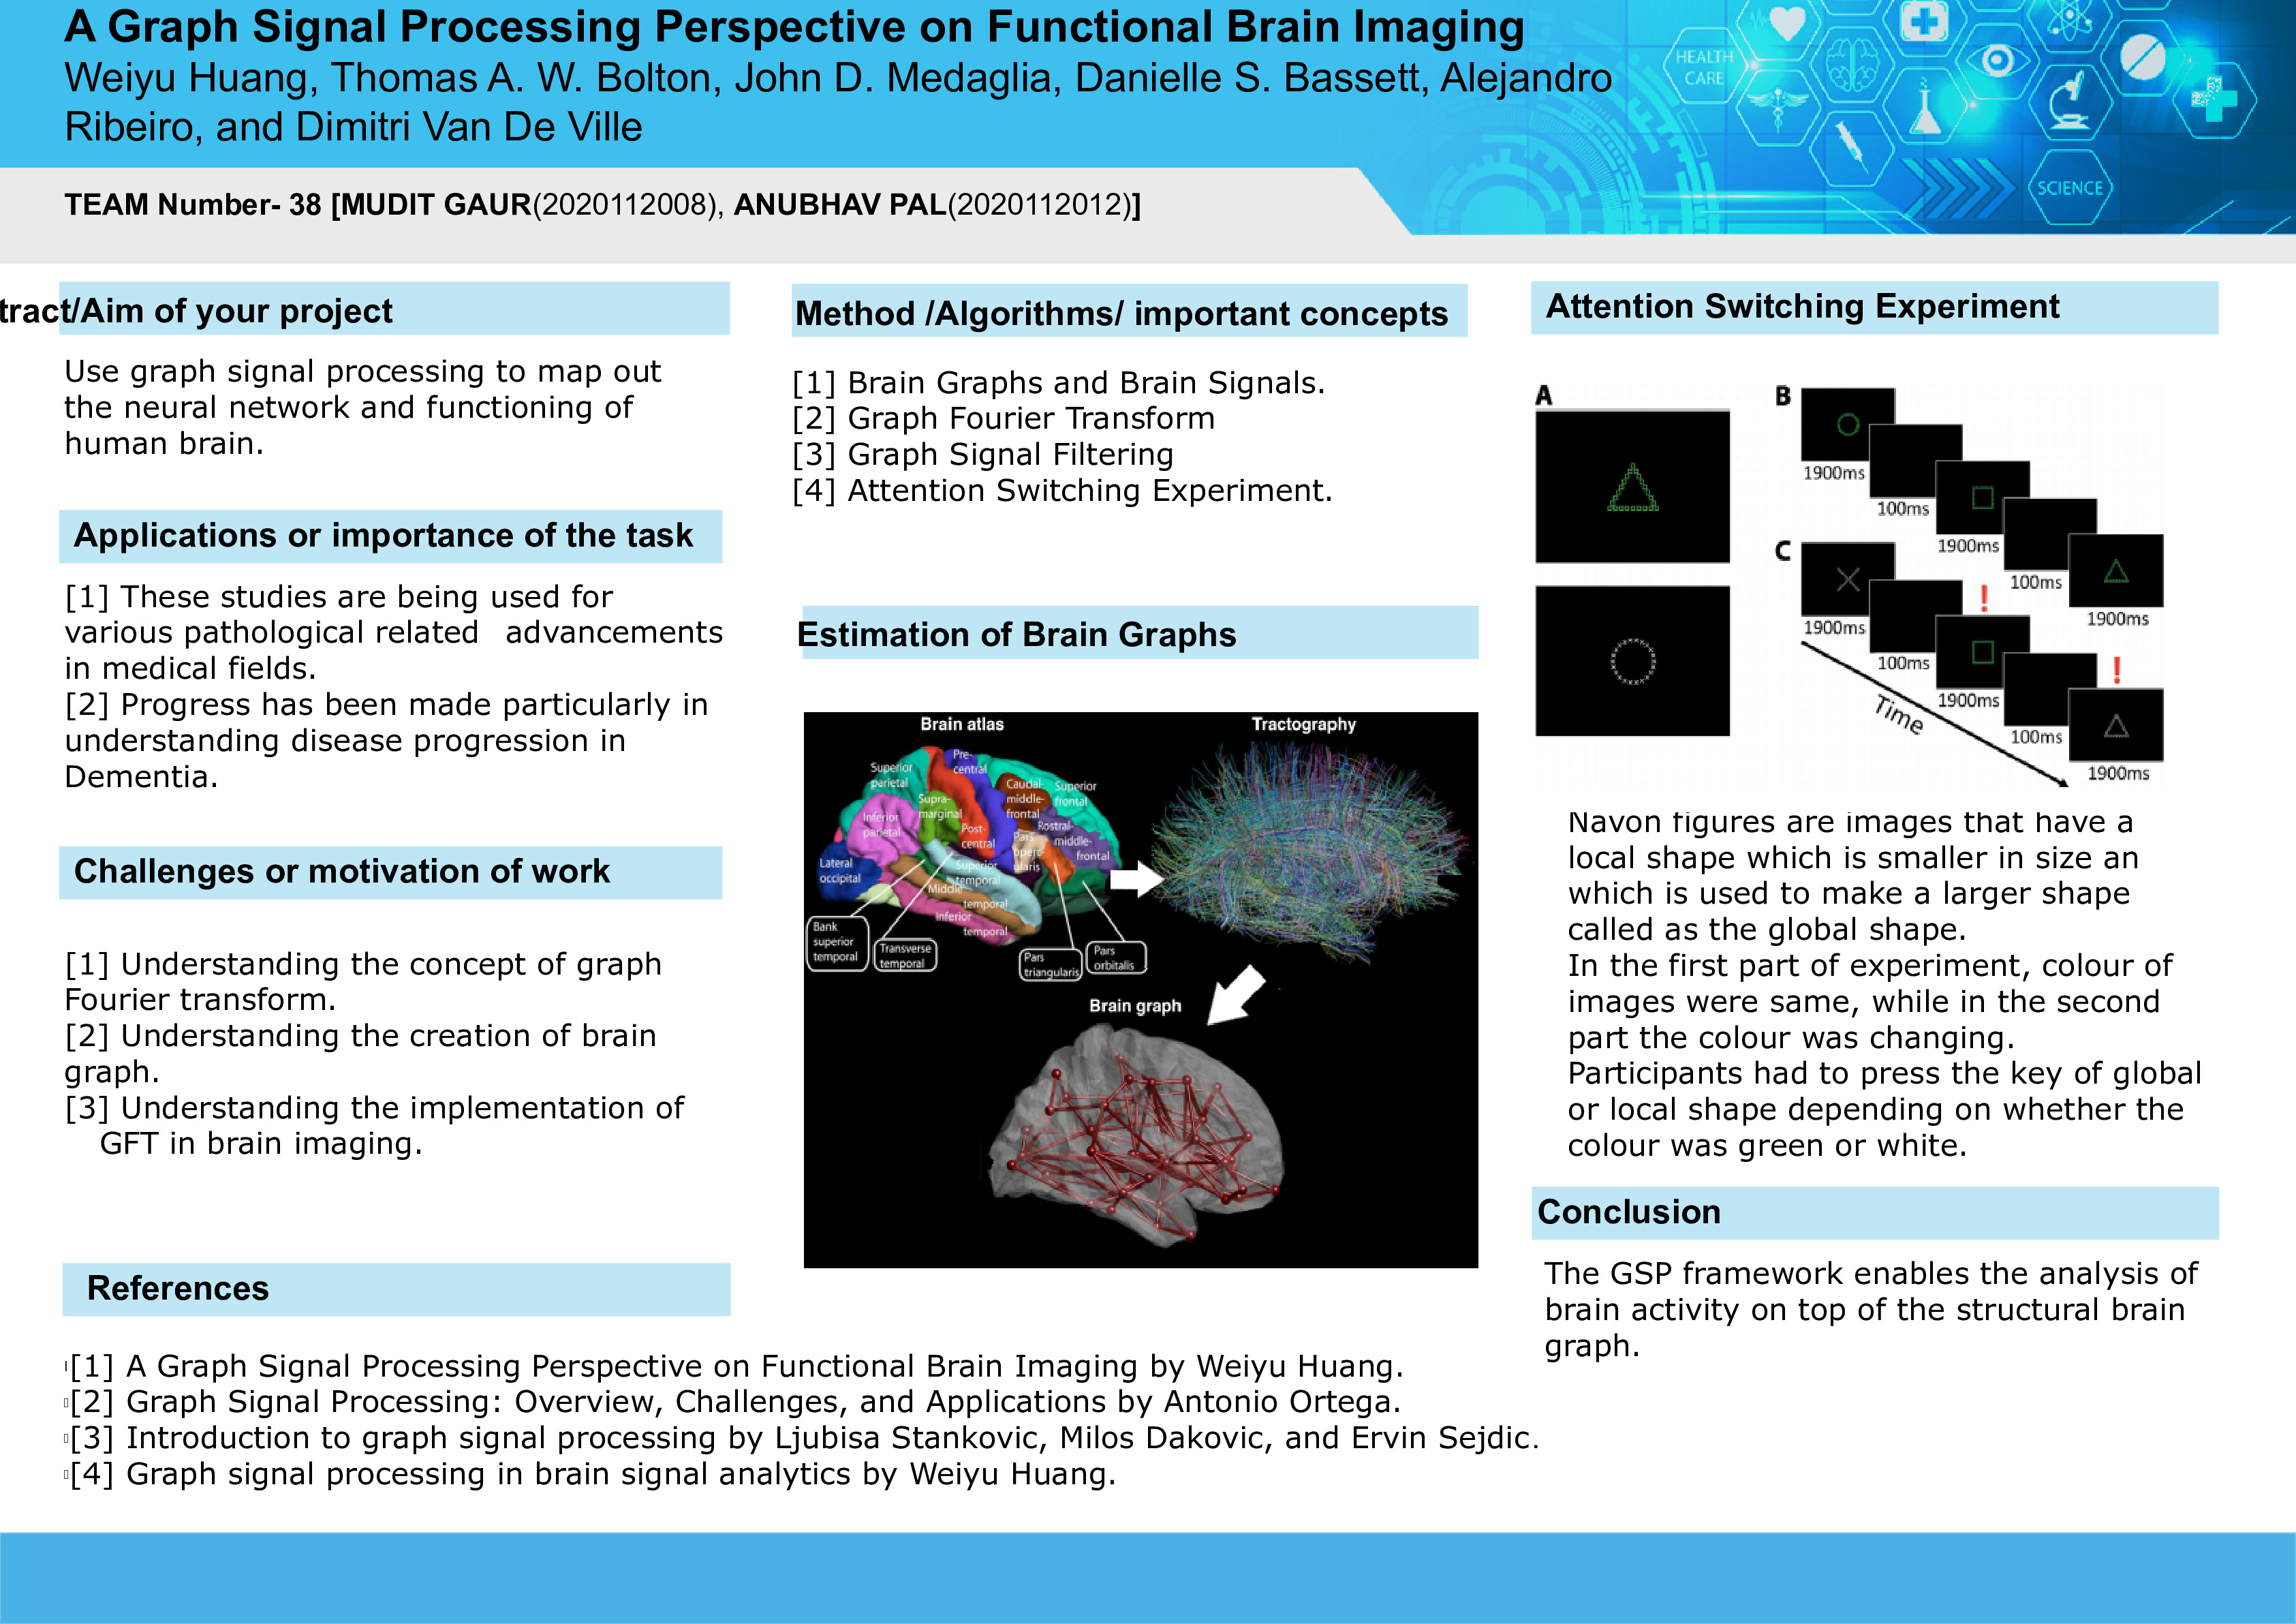 A Graph Signal Processing Perspective on Functional Brain Imaging
Weiyu Huang, Thomas A. W. Bolton, John D. Medaglia, Danielle S. Bassett, Alejandro
Ribeiro, and Dimitri Van De Ville
HEALTH
CARE
SCIENCE
TEAM Number- 38 [MUDIT GAUR(2020112008), ANUBHAV PAL(2020112012)]
tract/Aim of your project
Use graph signal processing to map out
the neural network and functioning of
human brain.
Applications or importance of the task
[1] These studies are being used for
various pathological related advancements
in medical fields.
[2] Progress has been made particularly in
understanding disease progression in
Dementia.
Challenges or motivation of work
[1] Understanding the concept of graph
Fourier transform.
[2] Understanding the creation of brain
graph.
[3] Understanding the implementation of
GFT in brain imaging.
References
[1] A Graph Signal Processing Perspective on Functional Brain Imaging by Weiyu Huang.
[2] Graph Signal Processing: Overview, Challenges, and Applications by Antonio Ortega.
[3] Introduction to graph signal processing by Ljubisa Stankovic, Milos Dakovic, and Ervin Sejdic.
[4] Graph signal processing in brain signal analytics by Weiyu Huang.
Method /Algorithms/ important concepts
[1] Brain Graphs and Brain Signals.
[2] Graph Fourier Transform
[3] Graph Signal Filtering
[4] Attention Switching Experiment.
Estimation of Brain Graphs
Brain atlas
Tractography
Superior
parietal
Pre-
central
Caudal-
middle-
frontal
Superior
frontal
Supra-
marginal
Inferior
parietal
Post-
central
Pars
operc-
ularis
Rostral-
middle-
frontal
Lateral
occipital
Superior
temporal
Middle
temporal
Inferior
temporal
Bank
superior
temporal
Transverse
temporal
Pars
triangularis
Pars
orbitalis
Brain graph
Attention Switching Experiment
A
B
1900ms
100ms
1900ms
100ms
1900ms
C
1900ms
100ms
!
1900ms
100ms
!
1900ms
Time
Navon figures are images that have a
local shape which is smaller in size an
which is used to make a larger shape
called as the global shape.
In the first part of experiment, colour of
images were same, while in the second
part the colour was changing.
Participants had to press the key of global
or local shape depending on whether the
colour was green or white.
Conclusion
The GSP framework enables the analysis of
brain activity on top of the structural brain
graph.